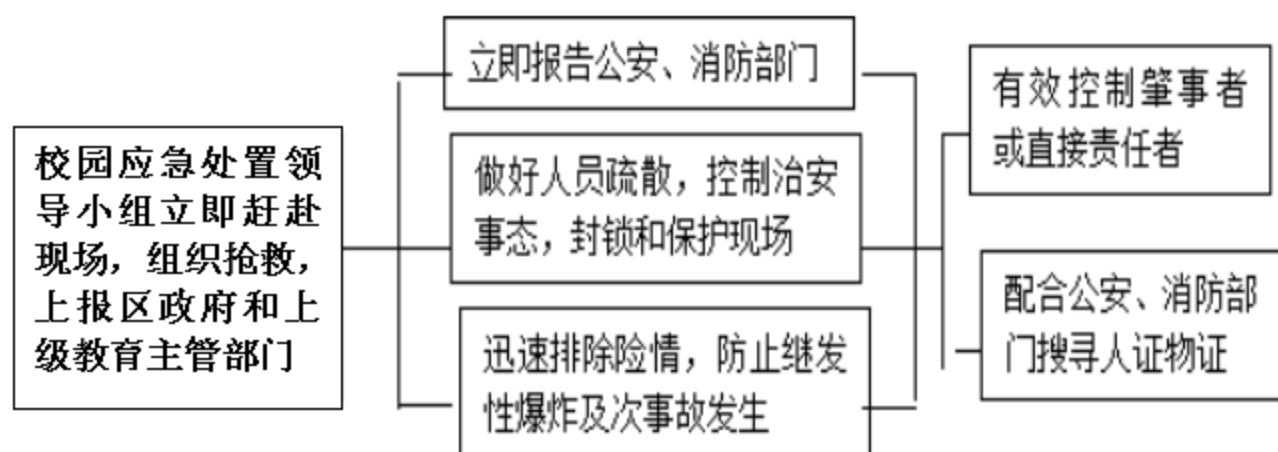 校园应急处置领
导小组立即赶赴
现场，组织抢救，
上报区政府和上
级教育主管部门
立即报告公安、消防部门
做好人员疏散，控制治安
事态，封锁和保护现场
迅速排除险情，防止继发
性爆炸及次事故发生
有效控制肇事者
或直接责任者
配合公安、消防部
门搜寻人证物证